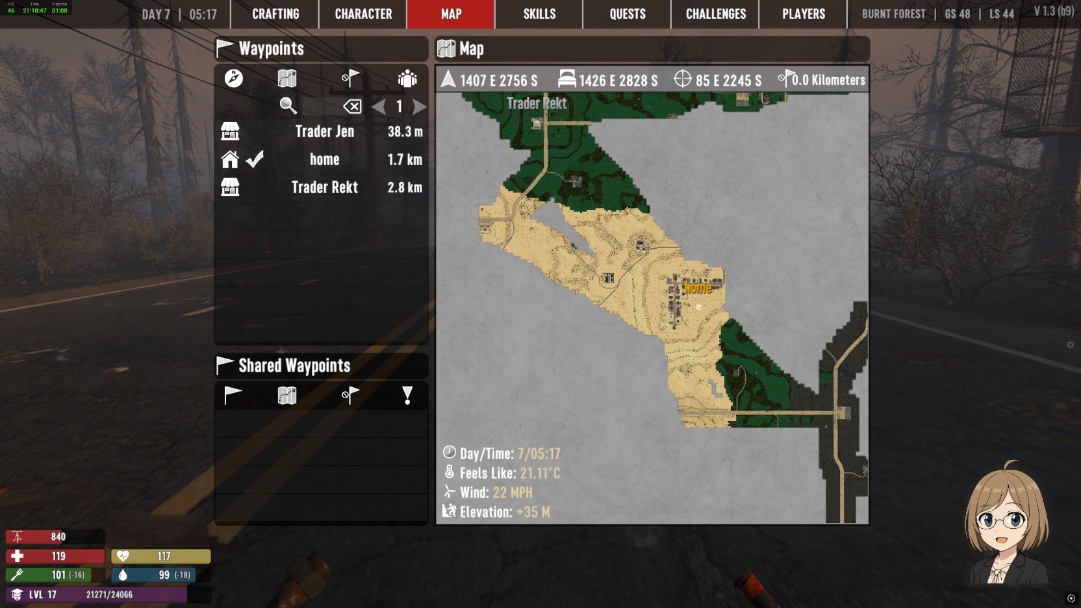 DAY 7 | 05:17
CRAFTING
CHARACTER
MAP
SKILLS
QUESTS
CHALLENGES
PLAYERS
BURNT FOREST | GS 48 | LS 44
V 1.3 (b9)
Waypoints
1
Trader Jen 38.3 m
home 1.7 km
Trader Rekt 2.8 km
Shared Waypoints
Map
1407 E 2756 S
1426 E 2828 S
85 E 2245 S
0.0 Kilometers
Trader Rekt
home
Day/Time: 7/05:17
Feels Like: 21.11°C
Wind: 22 MPH
Elevation: +35 M
840
119
117
101 (-16)
99 (-18)
LVL 17
21271/24066